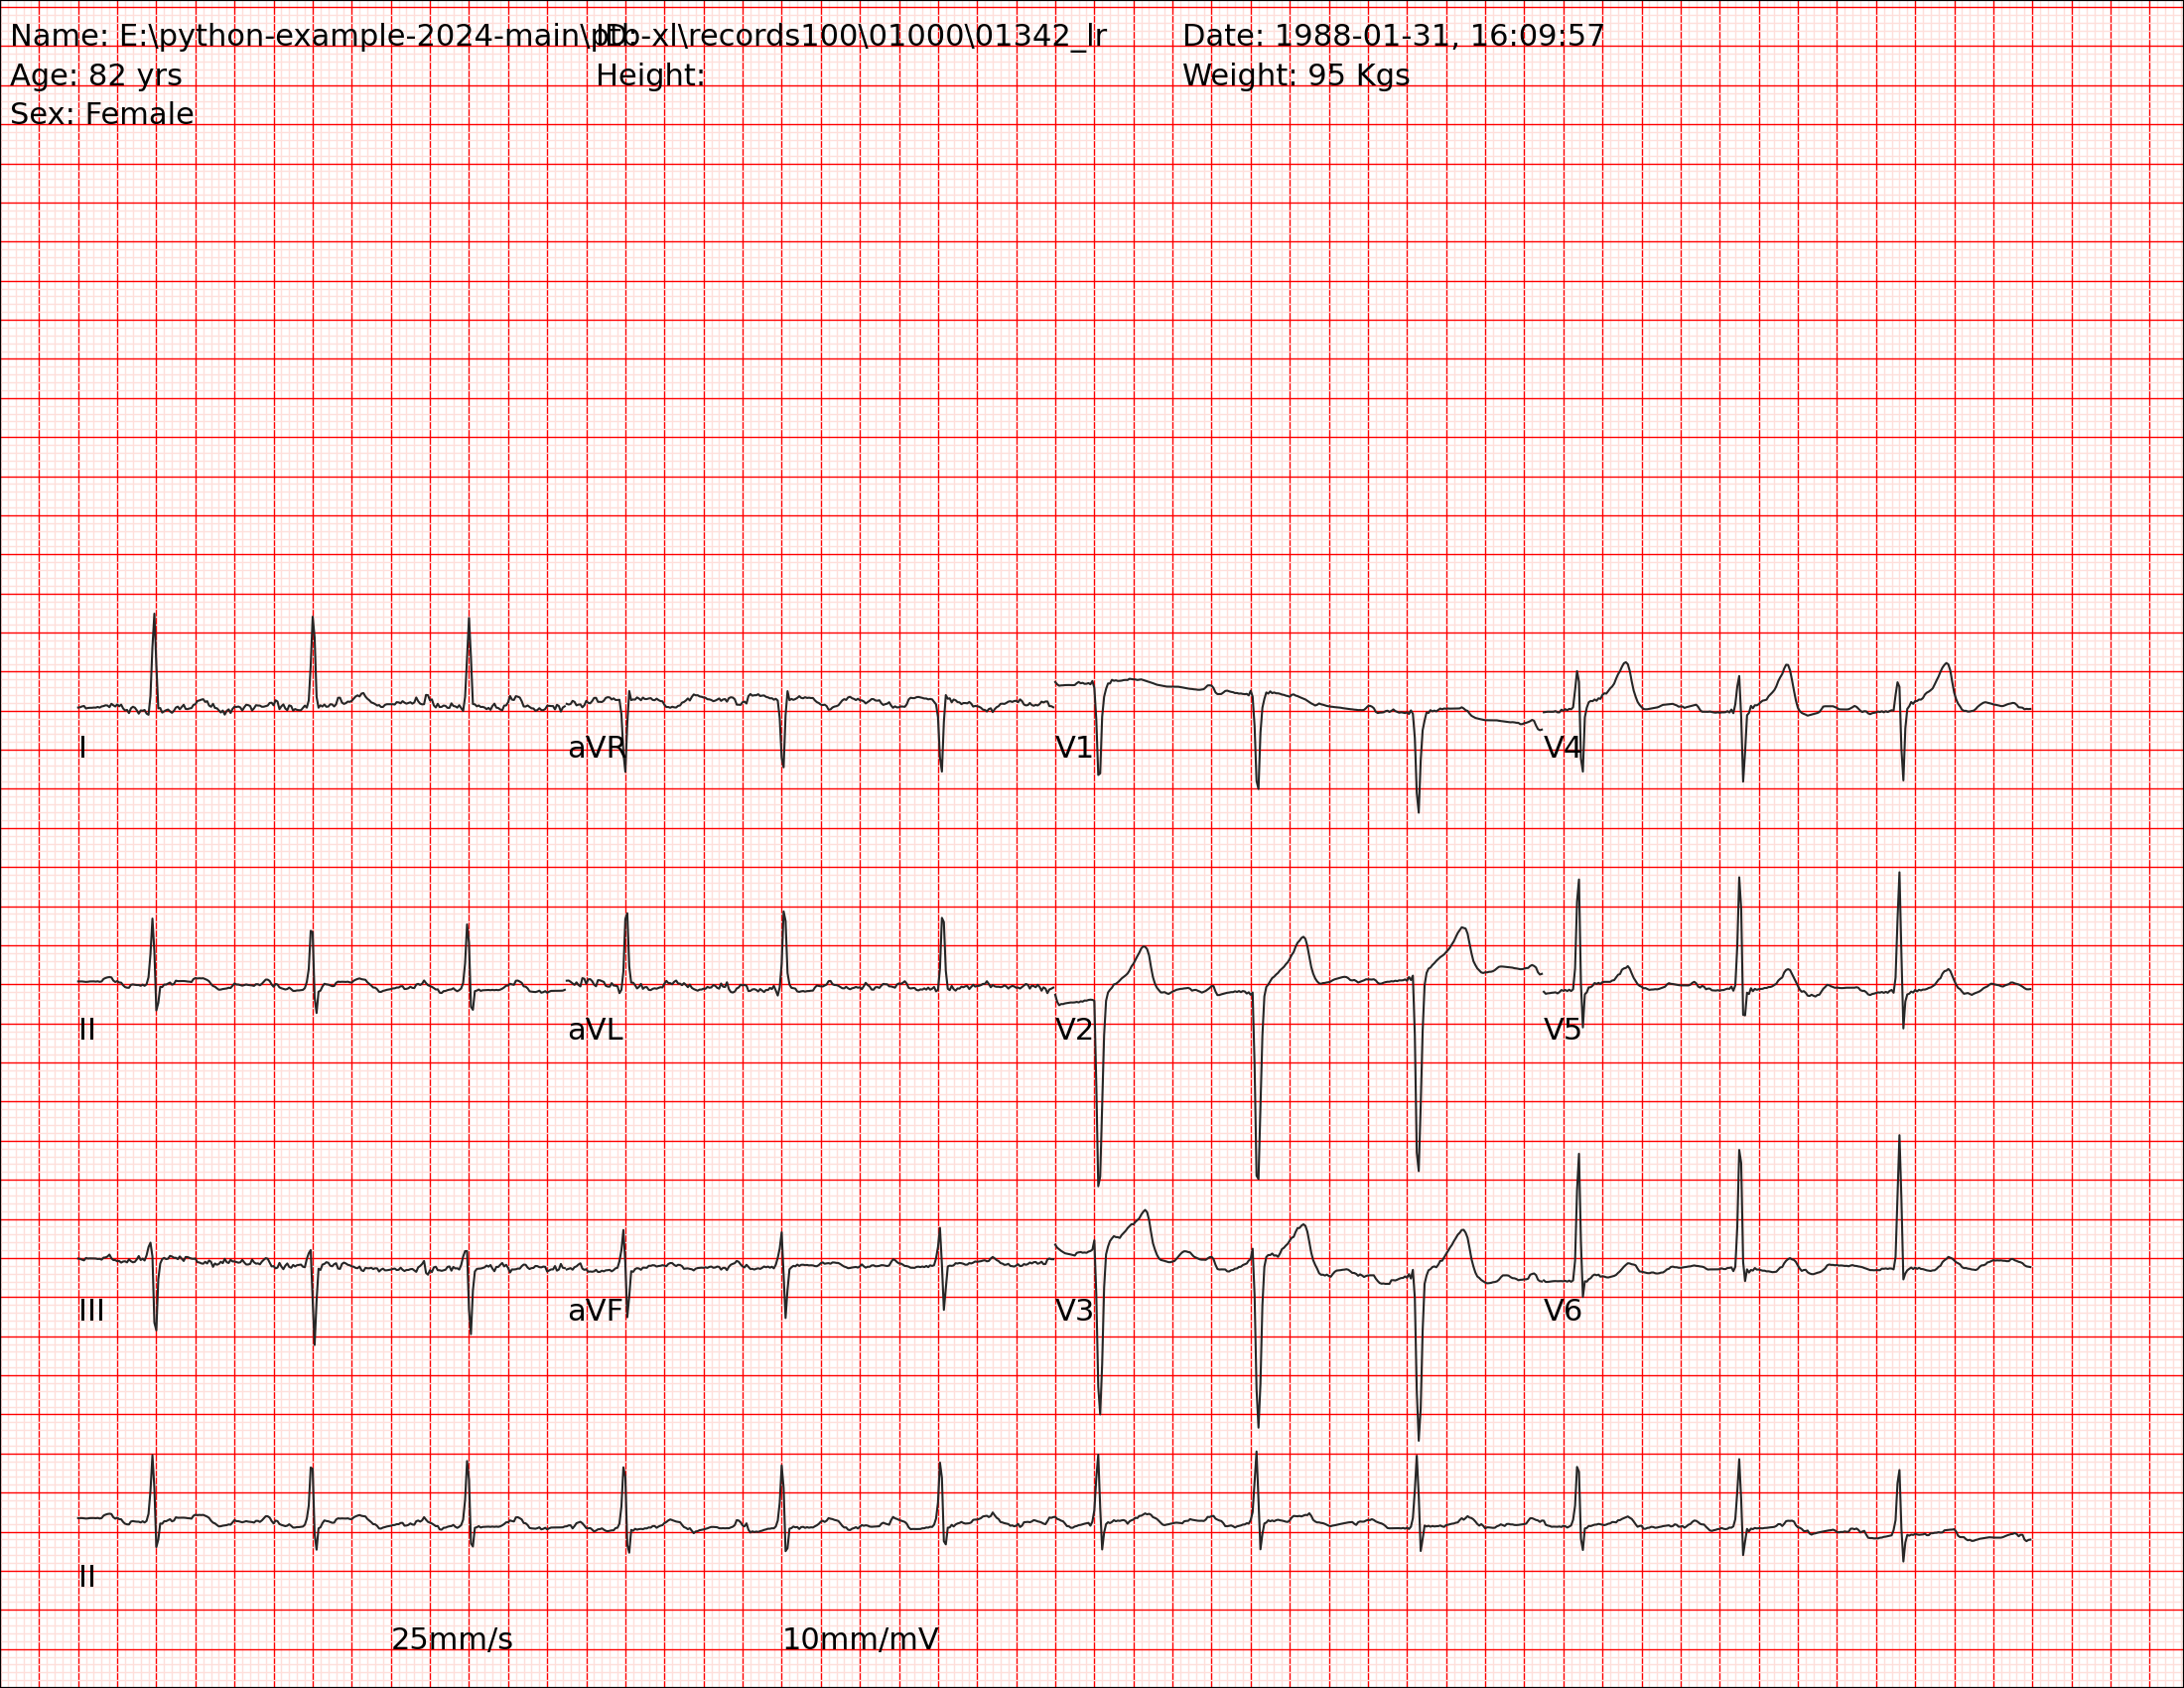 Name: E:\python-example-2024-main\ptb-xl\records100\01000\01342_lr ID: Date: 1988-01-31, 16:09:57
Age: 82 yrs Height: Weight: 95 Kgs
Sex: Female
I aVR V1 V4
II aVL V2 V5
III aVF V3 V6
II
25mm/s 10mm/mV